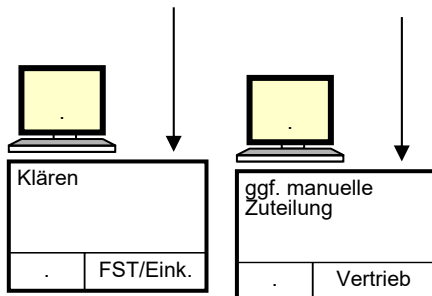 .
Klären
. FST/Eink.
.
ggf. manuelle
Zuteilung
. Vertrieb